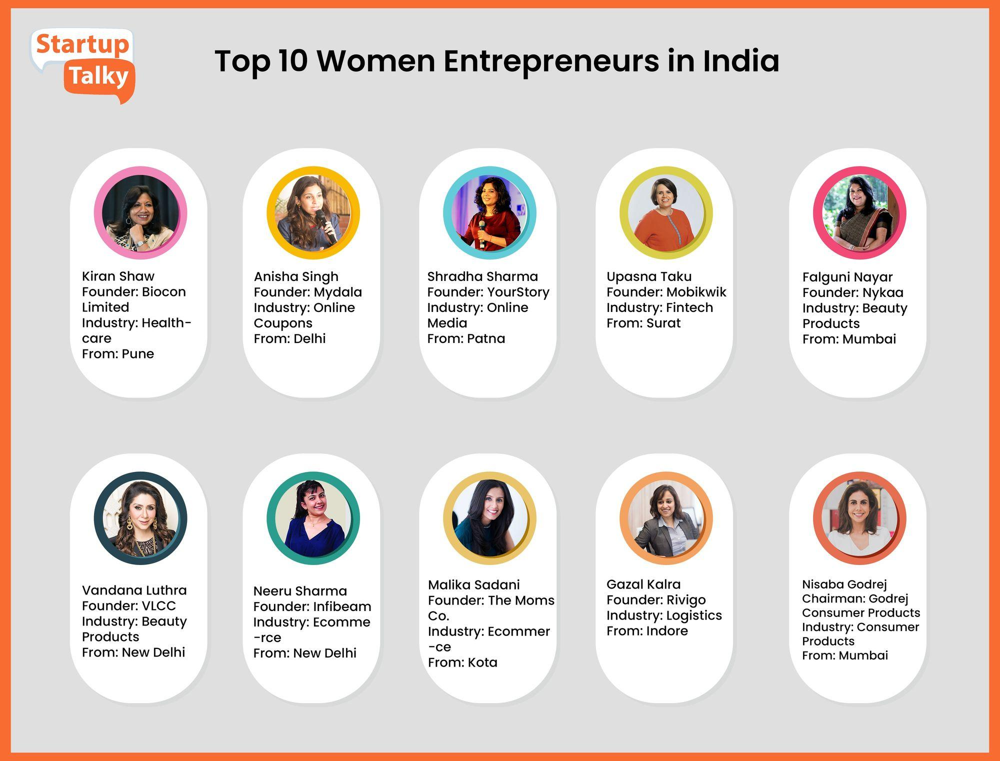 Startup
Talky
Top 10 Women Entrepreneurs in India
Kiran Shaw
Founder: Biocon
Limited
Industry: Health-
care
From: Pune
Anisha Singh
Founder: Mydala
Industry: Online
Coupons
From: Delhi
Shradha Sharma
Founder: YourStory
Industry: Online
Media
From: Patna
Upasna Taku
Founder: Mobikwik
Industry: Fintech
From: Surat
Falguni Nayar
Founder: Nykaa
Industry: Beauty
Products
From: Mumbai
Vandana Luthra
Founder: VLCC
Industry: Beauty
Products
From: New Delhi
Neeru Sharma
Founder: Infibeam
Industry: Ecomme
-rce
From: New Delhi
Malika Sadani
Founder: The Moms
Co.
Industry: Ecommer
-ce
From: Kota
Gazal Kalra
Founder: Rivigo
Industry: Logistics
From: Indore
Nisaba Godrej
Chairman: Godrej
Consumer Products
Industry: Consumer
Products
From: Mumbai